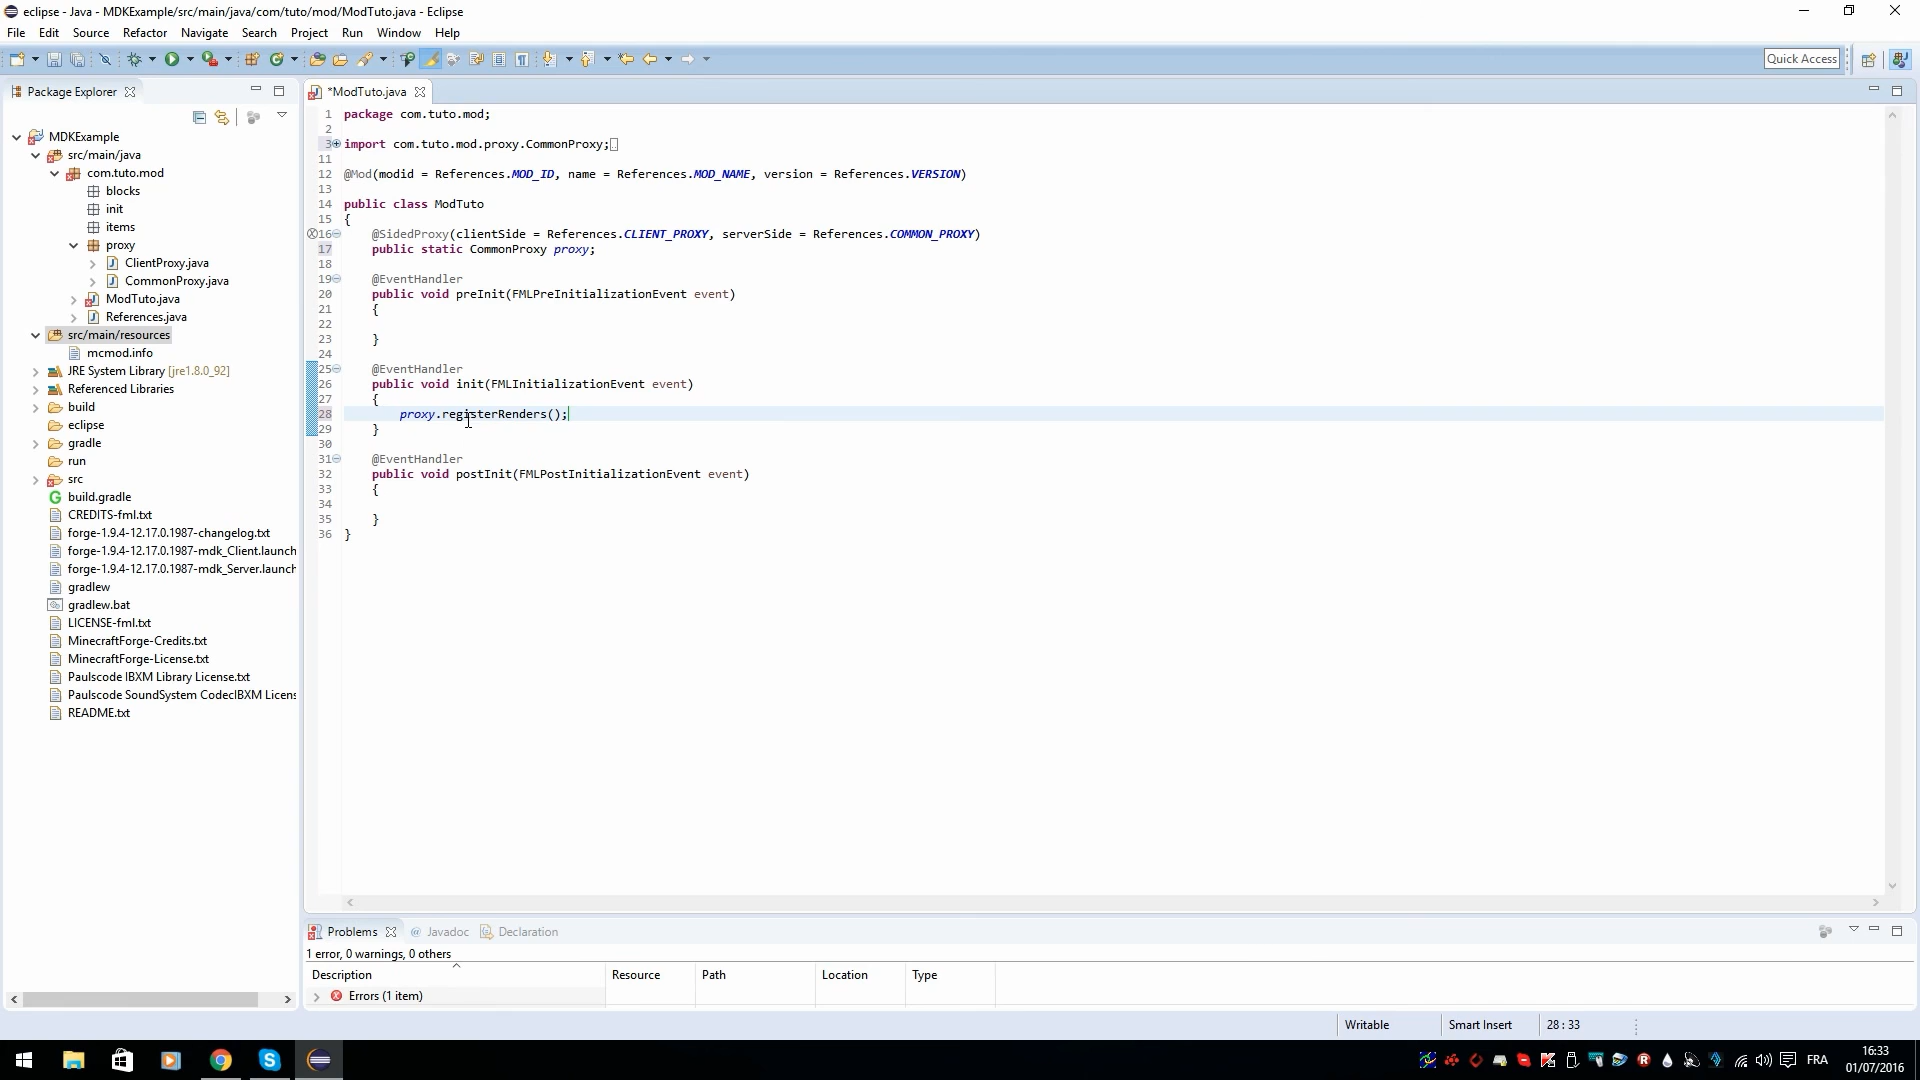 eclipse - Java - MDKExample/src/main/java/com/tuto/mod/ModTuto.java - Eclipse
File Edit Source Refactor Navigate Search Project Run Window Help
Quick Access
Package Explorer
MDKExample
src/main/java
com.tuto.mod
blocks
init
items
proxy
ClientProxy.java
CommonProxy.java
ModTuto.java
References.java
src/main/resources
mcmod.info
JRE System Library [jre1.8.0_92]
Referenced Libraries
build
eclipse
gradle
run
src
build.gradle
CREDITS-fml.txt
forge-1.9.4-12.17.0.1987-changelog.txt
forge-1.9.4-12.17.0.1987-mdk_Client.launch
forge-1.9.4-12.17.0.1987-mdk_Server.launch
gradlew
gradlew.bat
LICENSE-fml.txt
MinecraftForge-Credits.txt
MinecraftForge-License.txt
Paulscode IBXM Library License.txt
Paulscode SoundSystem CodecIBXM Licens
README.txt
*ModTuto.java
1 package com.tuto.mod;
2
3 import com.tuto.mod.proxy.CommonProxy;
11
12 @Mod(modid = References.MOD_ID, name = References.MOD_NAME, version = References.VERSION)
13
14 public class ModTuto
15 {
16 @SidedProxy(clientSide = References.CLIENT_PROXY, serverSide = References.COMMON_PROXY)
17 public static CommonProxy proxy;
18
19 @EventHandler
20 public void preInit(FMLPreInitializationEvent event)
21 {
22
23 }
24
25 @EventHandler
26 public void init(FMLInitializationEvent event)
27 {
28 proxy.registerRenders();
29 }
30
31 @EventHandler
32 public void postInit(FMLPostInitializationEvent event)
33 {
34
35 }
36 }
Problems Javadoc Declaration
1 error, 0 warnings, 0 others
Description Resource Path Location Type
Errors (1 item)
Writable Smart Insert 28 : 33
FRA 16:33
01/07/2016